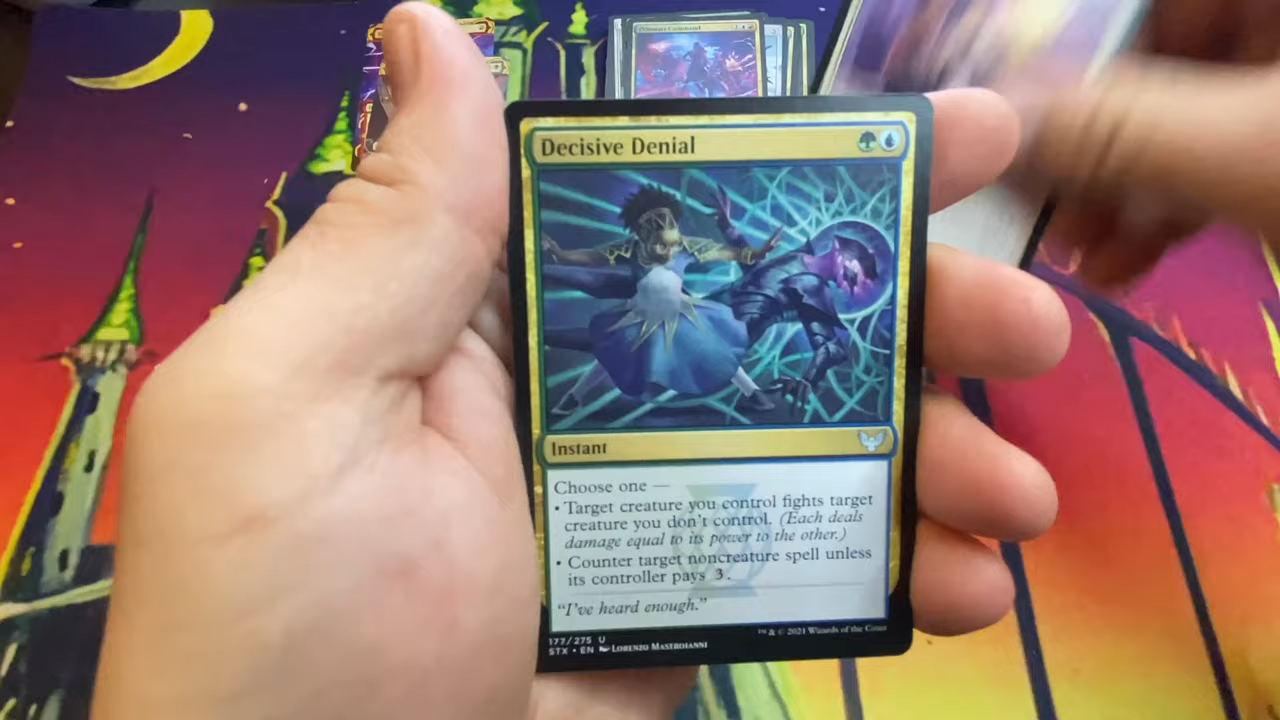 Decisive Denial
Instant
Choose one —
• Target creature you control fights target
creature you don't control. (Each deals
damage equal to its power to the other.)
• Counter target noncreature spell unless
its controller pays 3.
"I've heard enough."
177/275 U
STX • EN Lorenzo Mastroianni
™ & © 2021 Wizards of the Coast